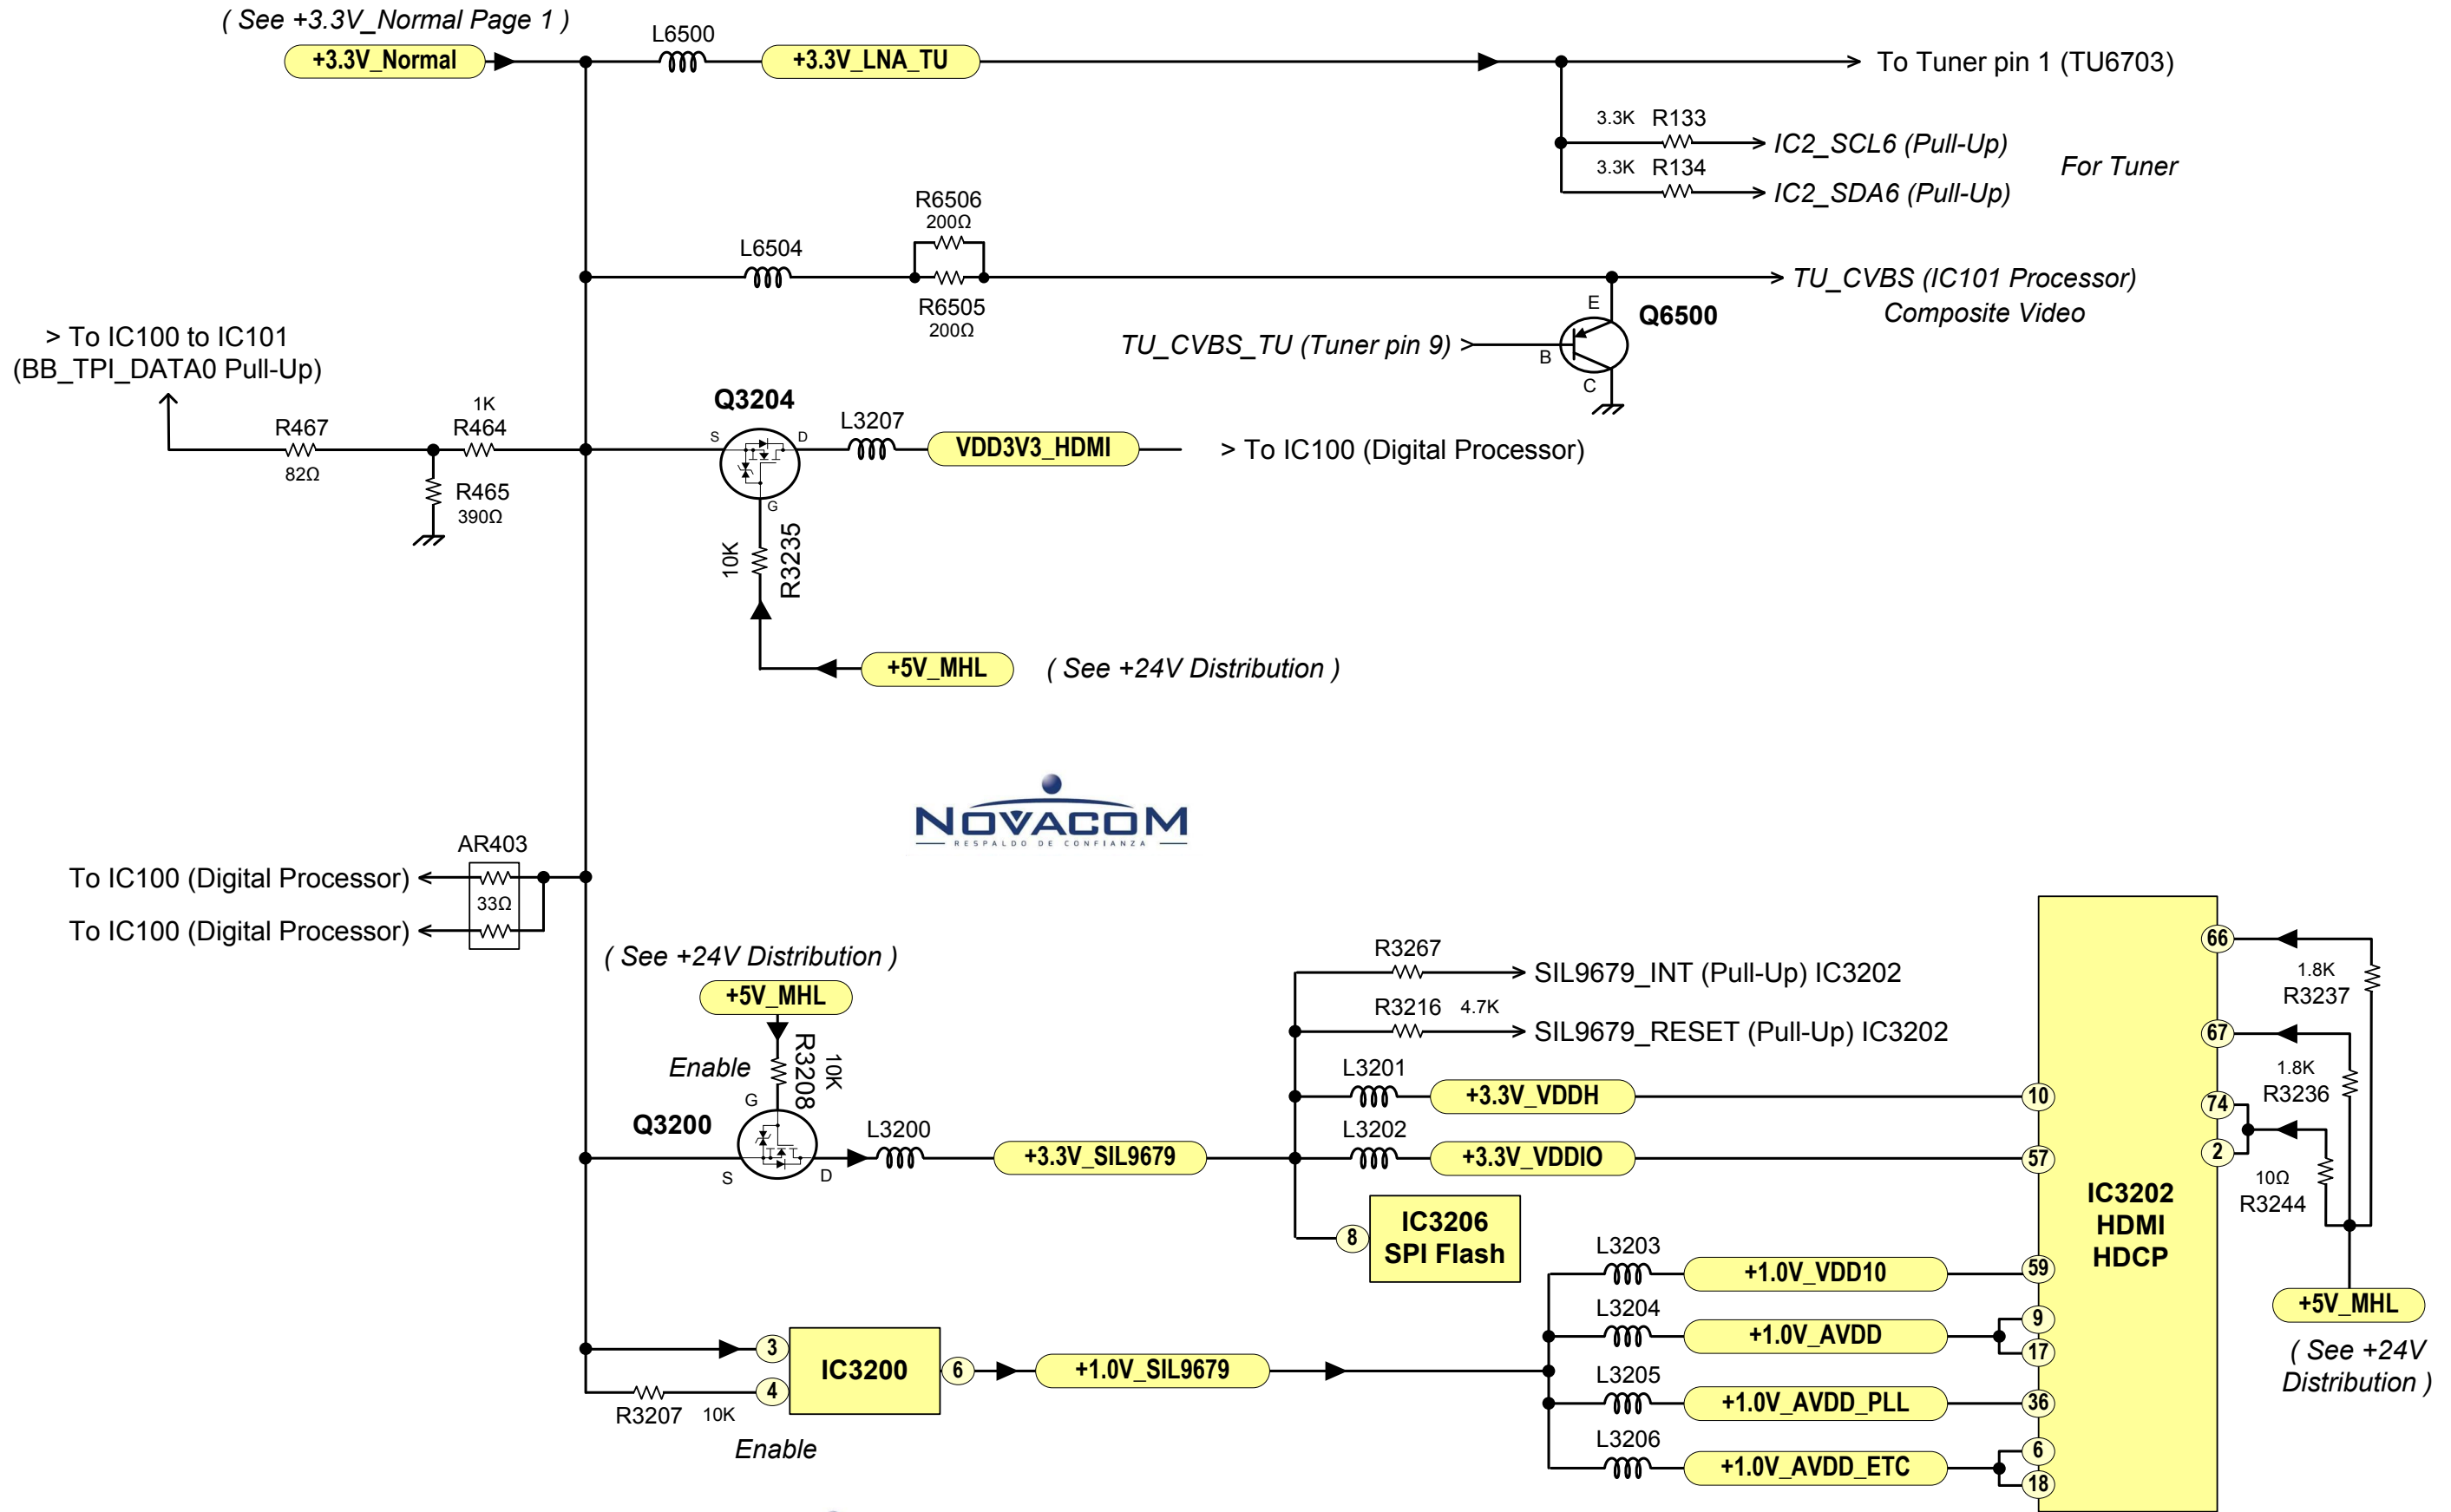 ( See +3.3V_Normal Page 1 )
+3.3V_Normal
L6500
+3.3V_LNA_TU
To Tuner pin 1 (TU6703)
3.3K R133
IC2_SCL6 (Pull-Up)
3.3K R134
IC2_SDA6 (Pull-Up)
For Tuner
L6504
R6506
200Ω
R6505
200Ω
TU_CVBS (IC101 Processor)
Composite Video
E
Q6500
TU_CVBS_TU (Tuner pin 9) >
B
C
> To IC100 to IC101
(BB_TPI_DATA0 Pull-Up)
R467
82Ω
1K
R464
R465
390Ω
Q3204
S
D
G
L3207
VDD3V3_HDMI
> To IC100 (Digital Processor)
10K
R3235
+5V_MHL
( See +24V Distribution )
NOVACOM
RESPALDO DE CONFIANZA
AR403
To IC100 (Digital Processor)
33Ω
To IC100 (Digital Processor)
( See +24V Distribution )
+5V_MHL
Enable
R3208
10K
G
Q3200
S
D
L3200
+3.3V_SIL9679
R3267
SIL9679_INT (Pull-Up) IC3202
R3216 4.7K
SIL9679_RESET (Pull-Up) IC3202
L3201
+3.3V_VDDH
10
L3202
+3.3V_VDDIO
57
8
IC3206
SPI Flash
3
4
IC3200
6
R3207 10K
Enable
+1.0V_SIL9679
L3203
+1.0V_VDD10
59
L3204
+1.0V_AVDD
9
17
L3205
+1.0V_AVDD_PLL
36
L3206
+1.0V_AVDD_ETC
6
18
IC3202
HDMI
HDCP
66
1.8K
R3237
67
1.8K
R3236
74
2
10Ω
R3244
+5V_MHL
( See +24V
Distribution )